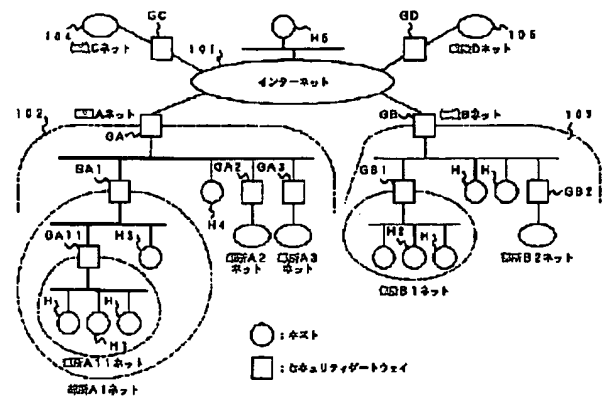 GC
104
Cネット
101
H5
GD
105
Dネット
インターネット
102
Aネット
GA
GB
Bネット
103
GA1
GA2
GA3
H4
GB1
H
H
GB2
GA11
H3
A2
ネット
A3
ネット
H2
H
B2ネット
B1ネット
H
H
H1
A11ネット
A1ネット
:ホスト
:セキュリティゲートウェイ